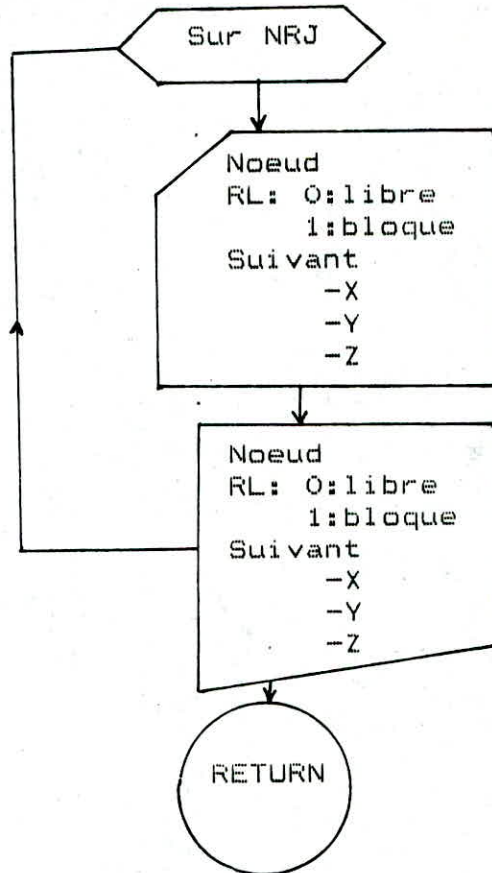 Sur NRJ
Noeud
RL: 0:libre
1:bloque
Suivant
-X
-Y
-Z
Noeud
RL: 0:libre
1:bloque
Suivant
-X
-Y
-Z
RETURN